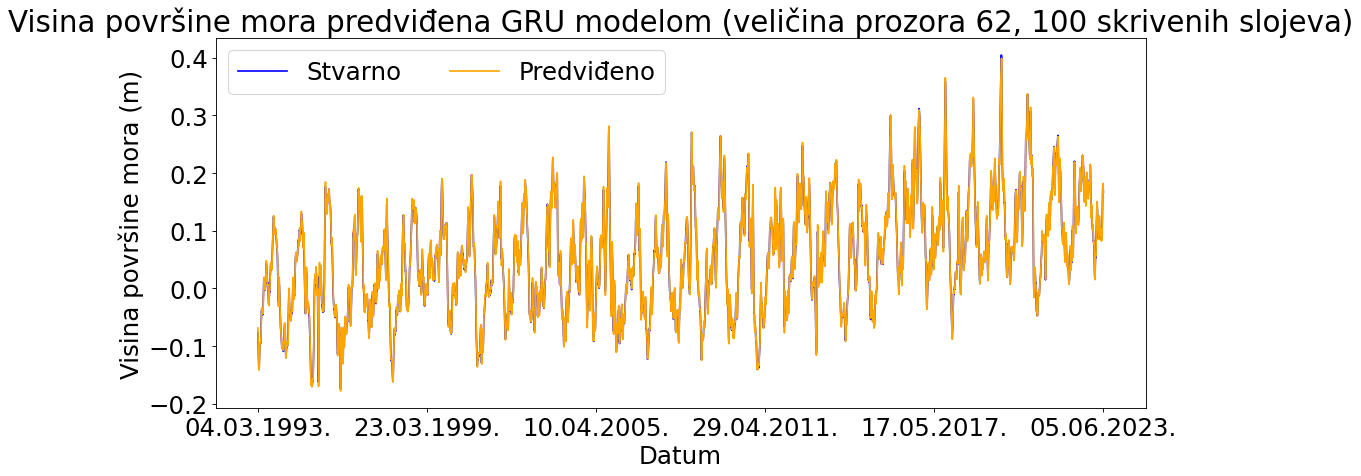 Visina površine mora predviđena GRU modelom (veličina prozora 62, 100 skrivenih slojeva)
Stvarno Predviđeno
Visina površine mora (m)
0.4
0.3
0.2
0.1
0.0
−0.1
−0.2
04.03.1993. 23.03.1999. 10.04.2005. 29.04.2011. 17.05.2017. 05.06.2023.
Datum